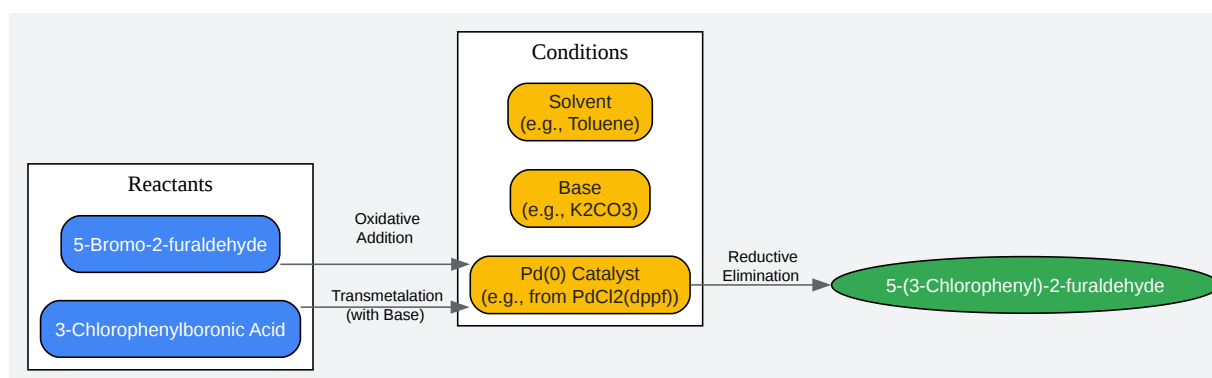 Reactants
5-Bromo-2-furaldehyde
3-Chlorophenylboronic Acid
Oxidative
Addition
Transmetalation
(with Base)
Conditions
Solvent
(e.g., Toluene)
Base
(e.g., K2CO3)
Pd(0) Catalyst
(e.g., from PdCl2(dppf))
Reductive
Elimination
5-(3-Chlorophenyl)-2-furaldehyde